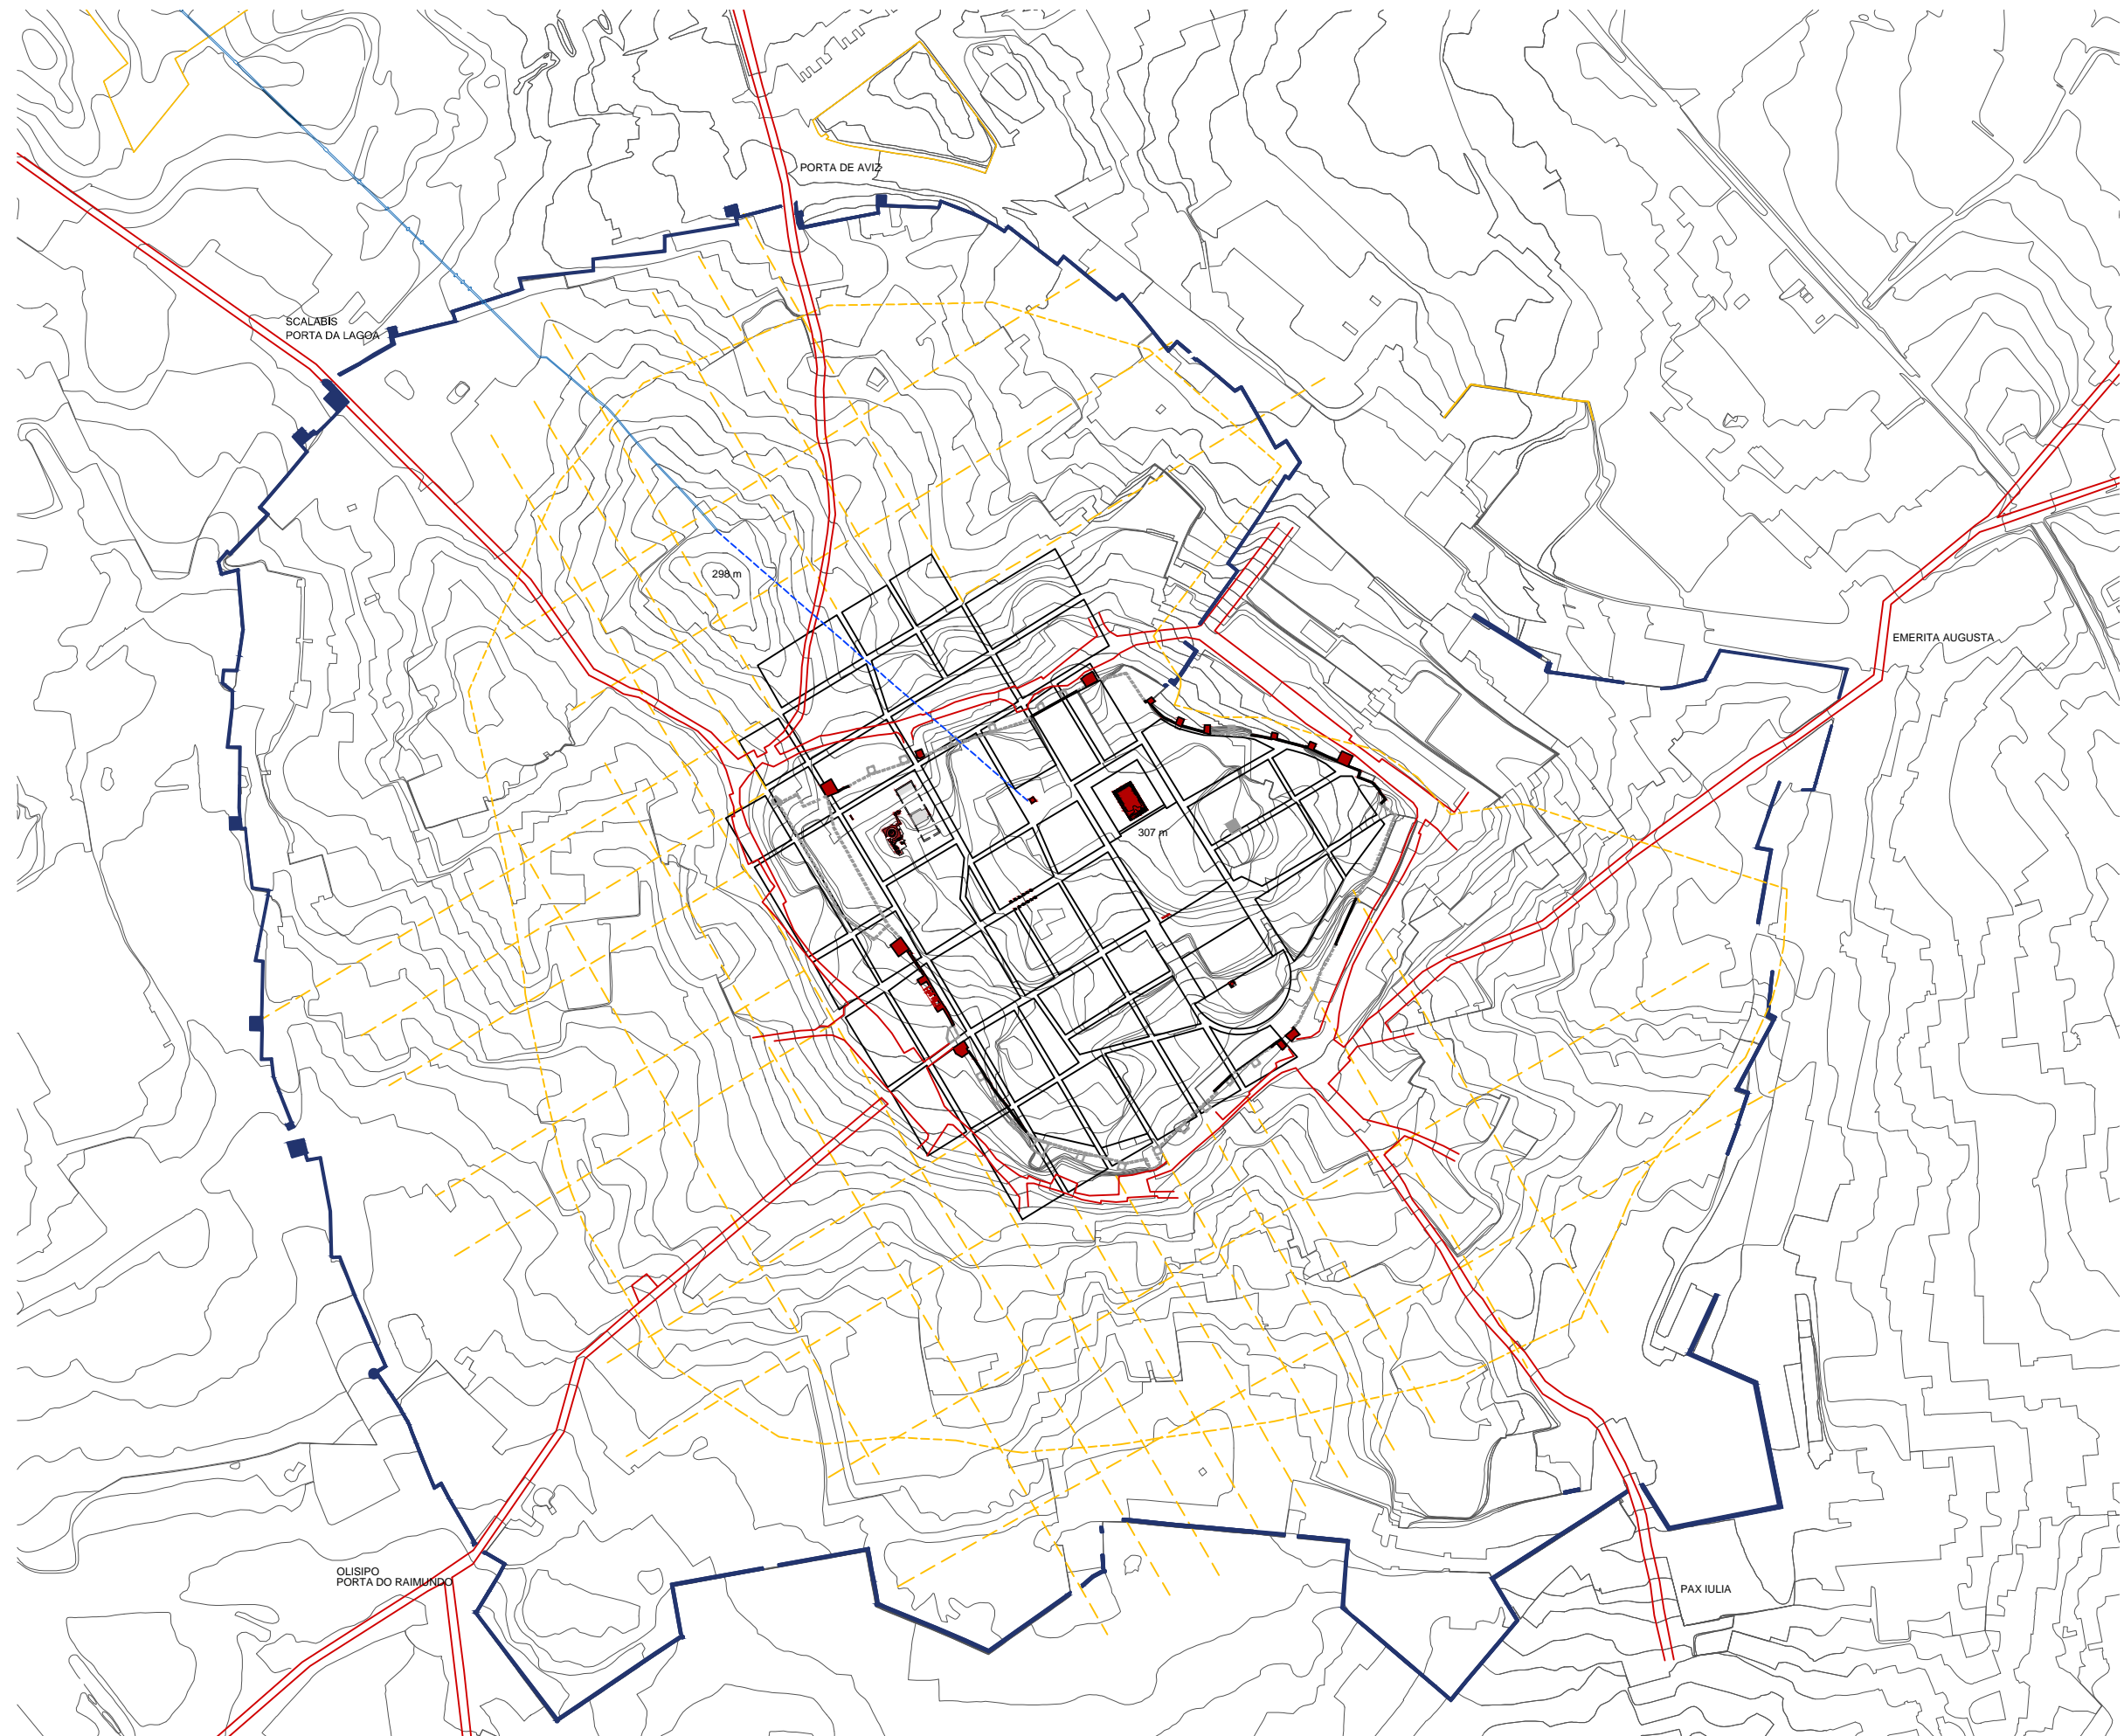 PORTA DE AVIZ
SCALABIS
PORTA DA LAGOA
298 m
EMERITA AUGUSTA
307 m
OLISIPO
PORTA DO RAIMUNDO
PAX IULIA